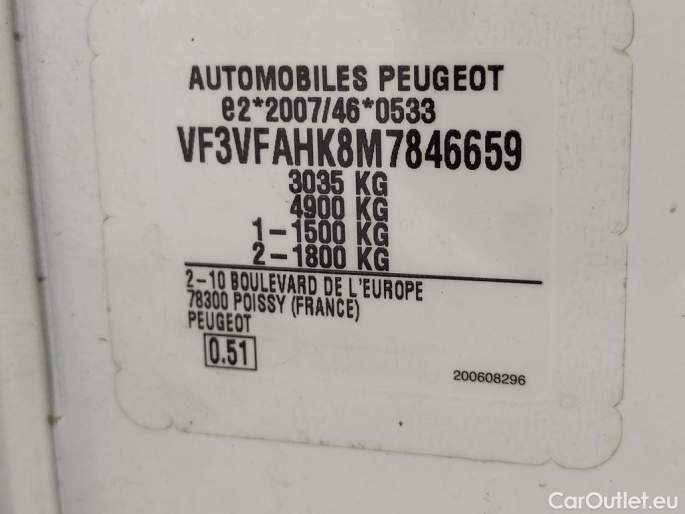 AUTOMOBILES PEUGEOT
e2*2007/46*0533
VF3VFAHK8M7846659
3035 KG
4900 KG
1-1500 KG
2-1800 KG
2-10 BOULEVARD DE L'EUROPE
78300 POISSY (FRANCE)
PEUGEOT
0.51
200608296
CarOutlet.eu